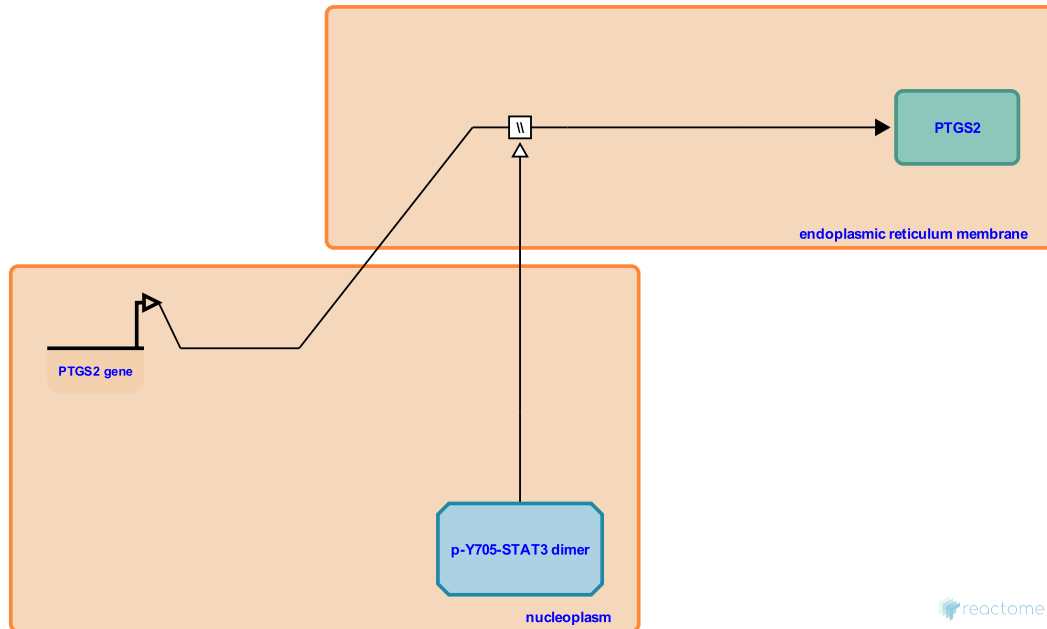 \\
PTGS2
endoplasmic reticulum membrane
PTGS2 gene
p-Y705-STAT3 dimer
nucleoplasm
reactome